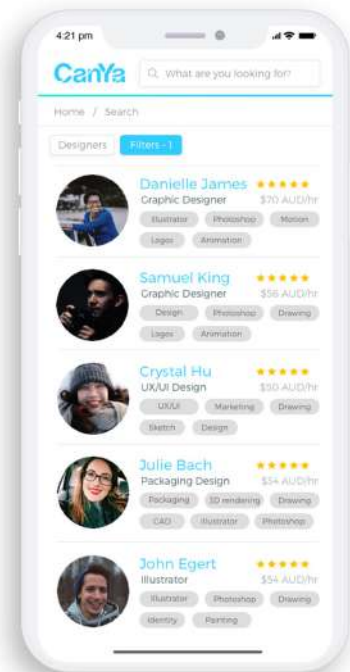 4:21 pm
CanYa What are you looking for?
Home / Search
Designers Filters - 1
Danielle James
Graphic Designer $70 AUD/hr
Illustrator Photoshop Motion
Logos Animation
Samuel King
Graphic Designer $56 AUD/hr
Design Photoshop Drawing
Logos Animation
Crystal Hu
UX/UI Design $50 AUD/hr
UX/UI Marketing Drawing
Sketch Design
Julie Bach
Packaging Design $54 AUD/hr
Packaging 3D rendering Drawing
CAD Illustrator Photoshop
John Egert
Illustrator $54 AUD/hr
Illustrator Photoshop Drawing
Identity Painting